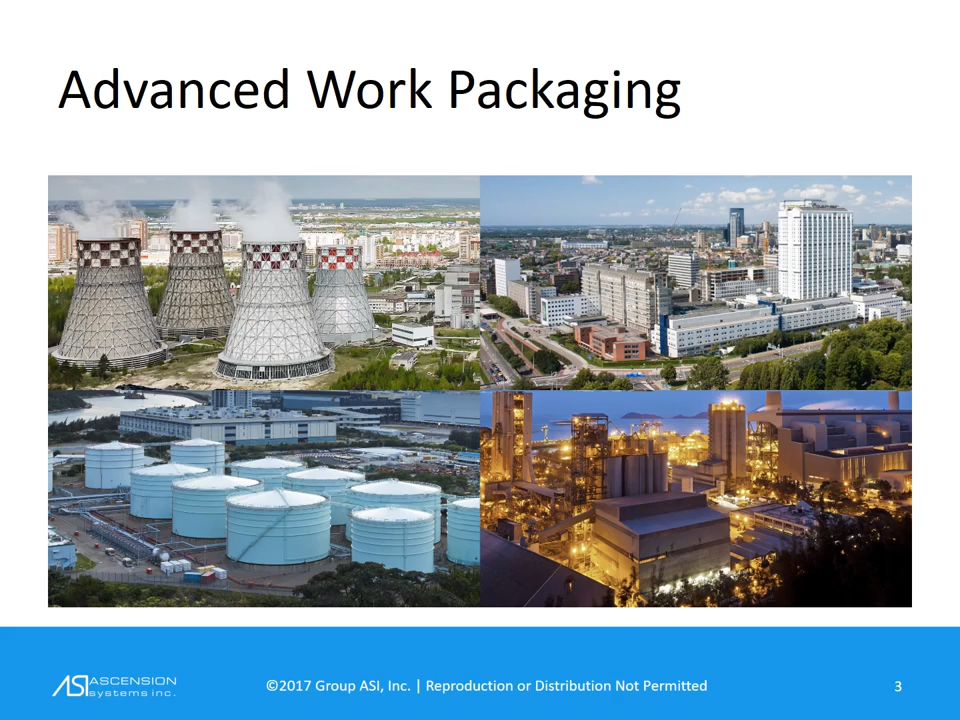 Advanced Work Packaging
ASI ASCENSION
systems inc.
©2017 Group ASI, Inc. | Reproduction or Distribution Not Permitted
3